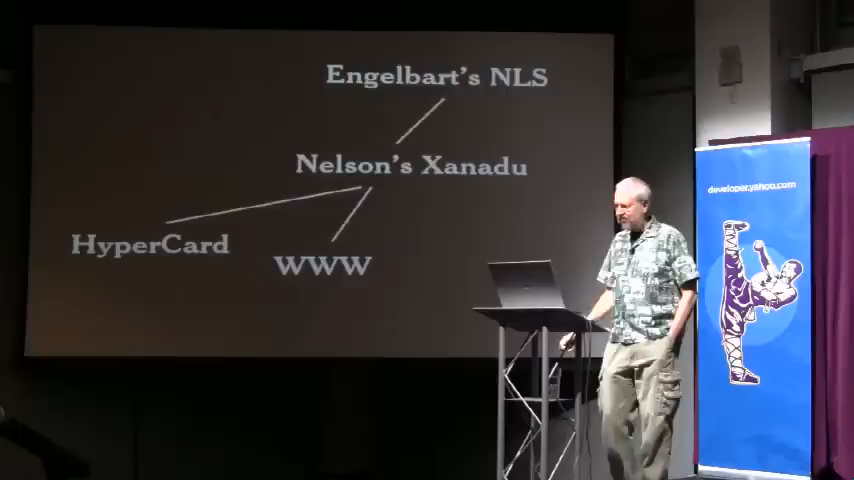 Engelbart's NLS
Nelson's Xanadu
HyperCard
WWW
developer.yahoo.com